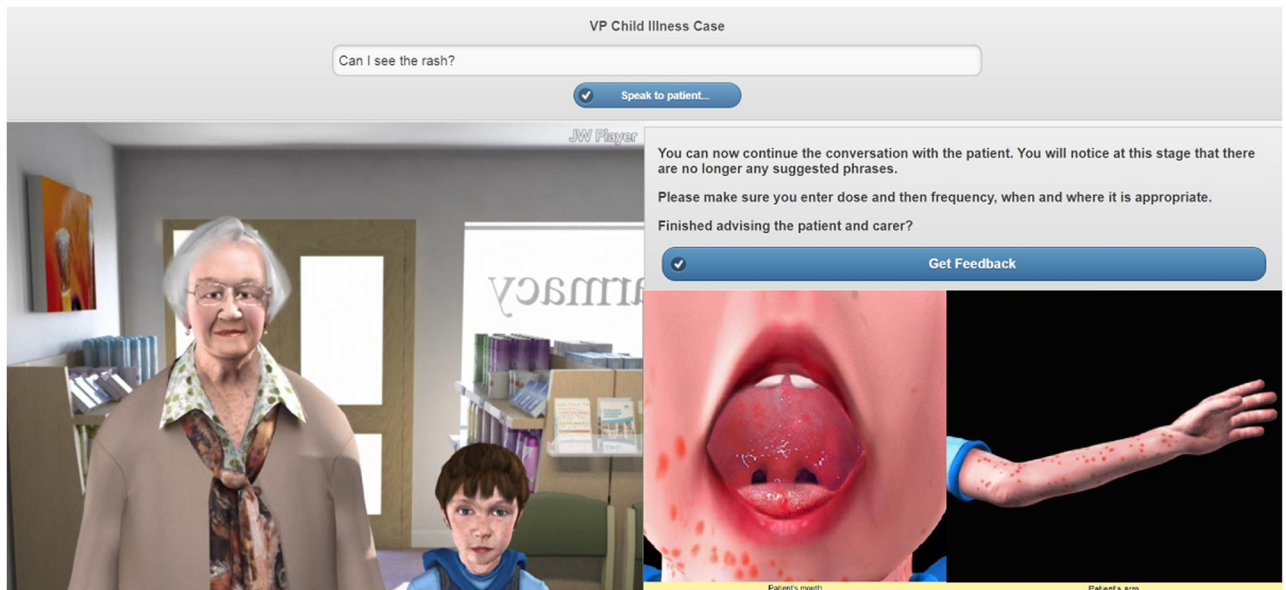 VP Child Illness Case
Can I see the rash?
Speak to patient...
JW Player
You can now continue the conversation with the patient. You will notice at this stage that there
are no longer any suggested phrases.
Please make sure you enter dose and then frequency, when and where it is appropriate.
Finished advising the patient and carer?
Get Feedback
armacy
Patient's mouth
Patient's arm